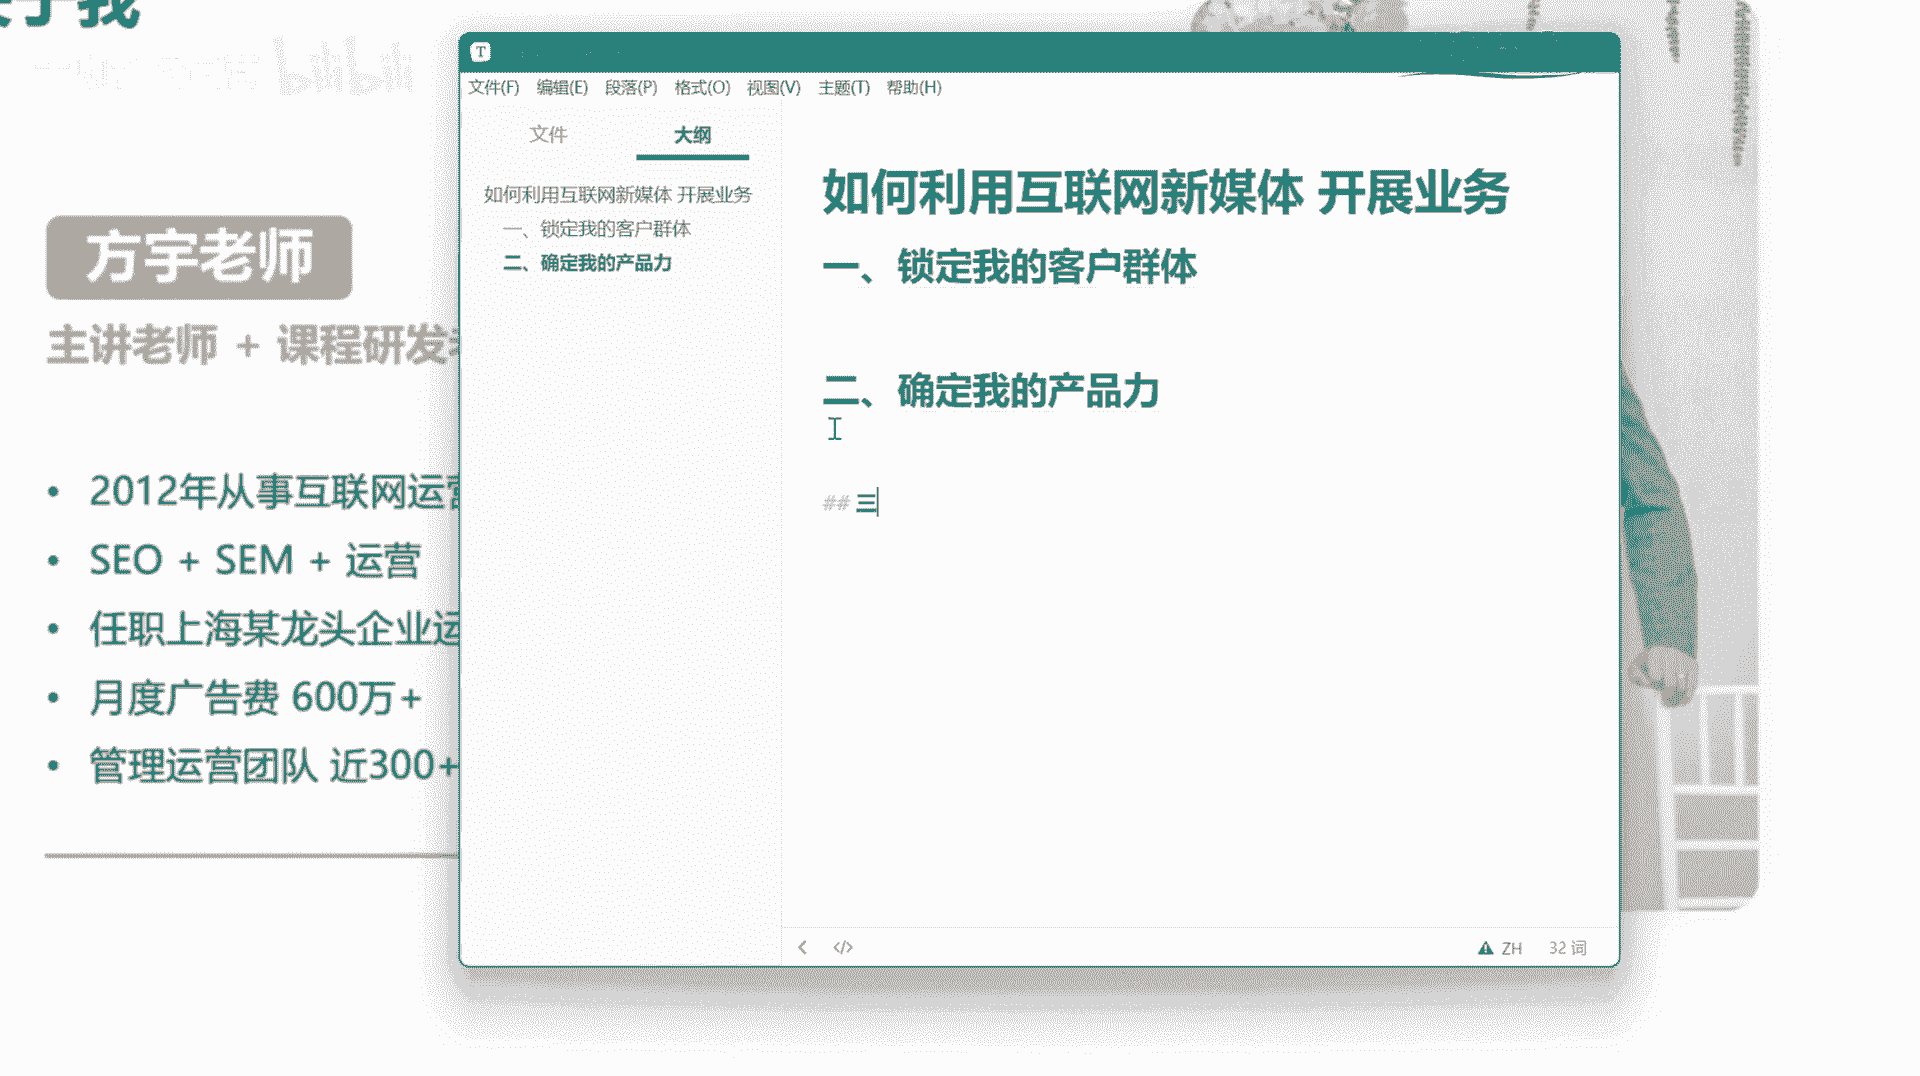 关于我
bilibili
方宇老师
主讲老师 + 课程研发
2012年从事互联网运营
SEO + SEM + 运营
任职上海某龙头企业运
月度广告费 600万+
管理运营团队 近300+
T
文件(F) 编辑(E) 段落(P) 格式(O) 视图(V) 主题(T) 帮助(H)
文件 大纲
如何利用互联网新媒体 开展业务
一、锁定我的客户群体
二、确定我的产品力
如何利用互联网新媒体 开展业务
一、锁定我的客户群体
二、确定我的产品力
## 三
</> ZH 32 词